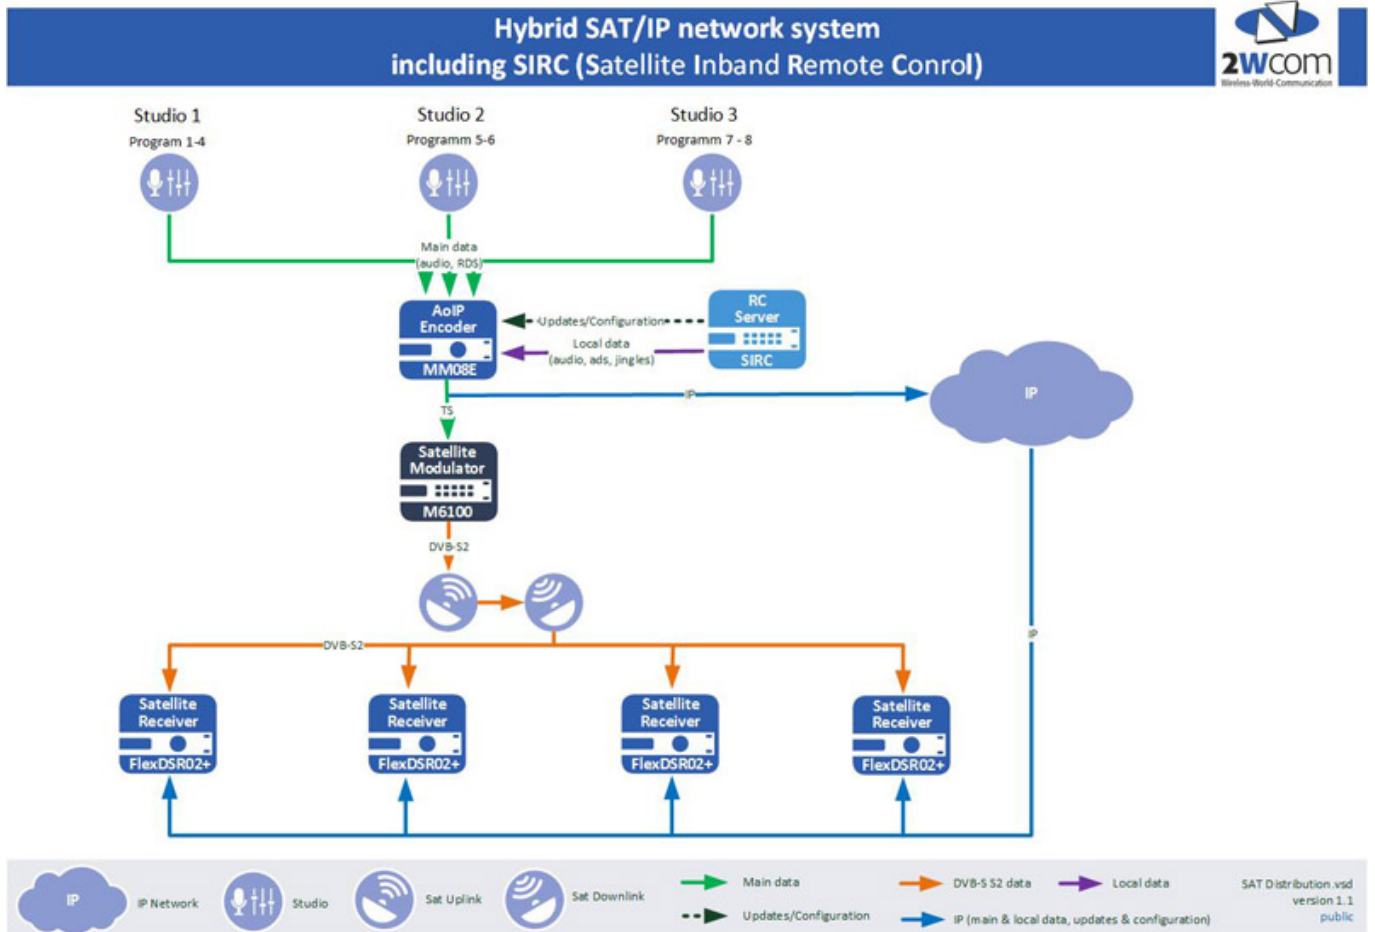 Hybrid SAT/IP network system
including SIRC (Satellite Inband Remote Conrol)
2Wcom
Wireless-World-Communication
Studio 1
Program 1-4
Studio 2
Programm 5-6
Studio 3
Programm 7 - 8
Main data
(audio, RDS)
AoIP
Encoder
MM08E
Updates/Configuration
Local data
(audio, ads, jingles)
RC
Server
SIRC
IP
IP
TS
Satellite
Modulator
M6100
DVB-S2
IP
DVB-S2
Satellite
Receiver
FlexDSR02+
Satellite
Receiver
FlexDSR02+
Satellite
Receiver
FlexDSR02+
Satellite
Receiver
FlexDSR02+
IP
IP Network
Studio
Sat Uplink
Sat Downlink
Main data
Updates/Configuration
DVB-S S2 data
IP (main & local data, updates & configuration)
Local data
SAT Distribution.vsd
version 1.1
public